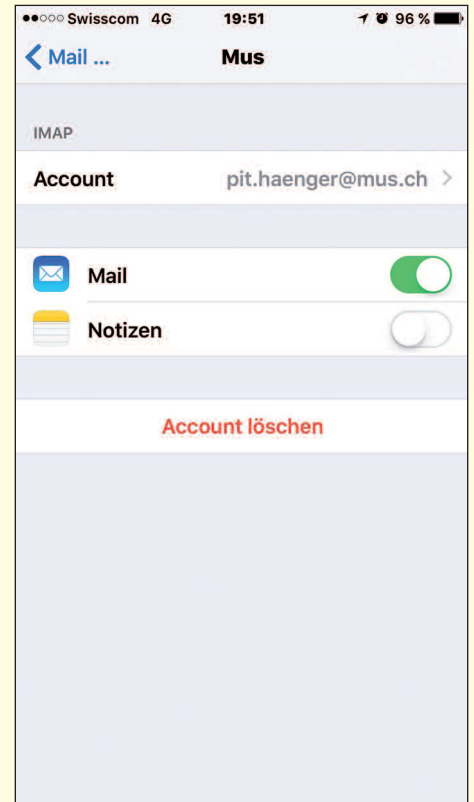 Swisscom 4G 19:51 96 %
Mail ... Mus
IMAP
Account pit.haenger@mus.ch
Mail
Notizen
Account löschen